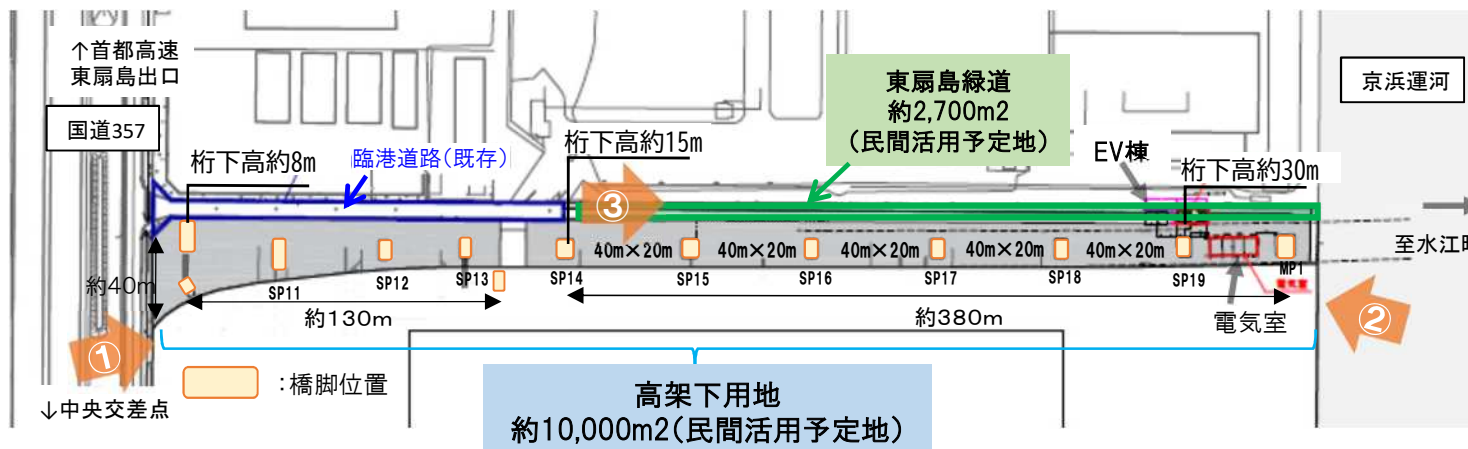 ↑首都高速
東扇島出口
国道357
桁下高約8m
臨港道路(既存)
桁下高約15m
東扇島緑道
約2,700m2
(民間活用予定地)
EV棟
桁下高約30m
京浜運河
③
至水江町
約40m
SP11
SP12
SP13
SP14
40m×20m
SP15
40m×20m
SP16
40m×20m
SP17
40m×20m
SP18
40m×20m
SP19
MP1
電気室
電気室
約130m
約380m
①
②
:橋脚位置
↓中央交差点
高架下用地
約10,000m2(民間活用予定地)